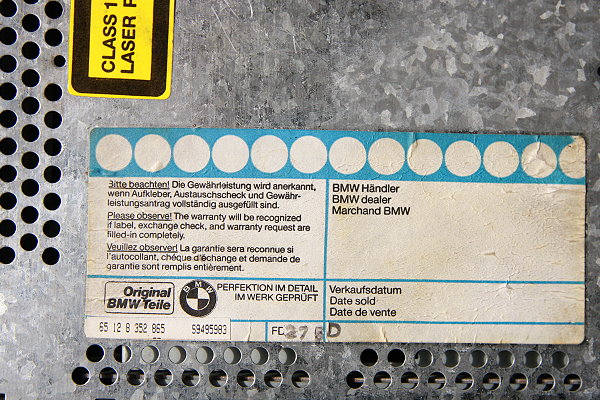 CLASS 1
LASER P
Bitte beachten! Die Gewährleistung wird anerkannt,
wenn Aufkleber, Austauschscheck und Gewähr-
leistungsantrag vollständig ausgefüllt sind.
Please observe! The warranty will be recognized
if label, exchange check, and warranty request are
filled-in completely.
Veuillez observer! La garantie sera reconnue si
l'autocollant, chéque d'échange et demande de
garantie sont remplis entièrement.
BMW Händler
BMW dealer
Marchand BMW
Original
BMW Teile
BMW
PERFEKTION IM DETAIL
IM WERK GEPRÜFT
Verkaufsdatum
Date sold
Date de vente
65 12 8 352 865 59495983
FD